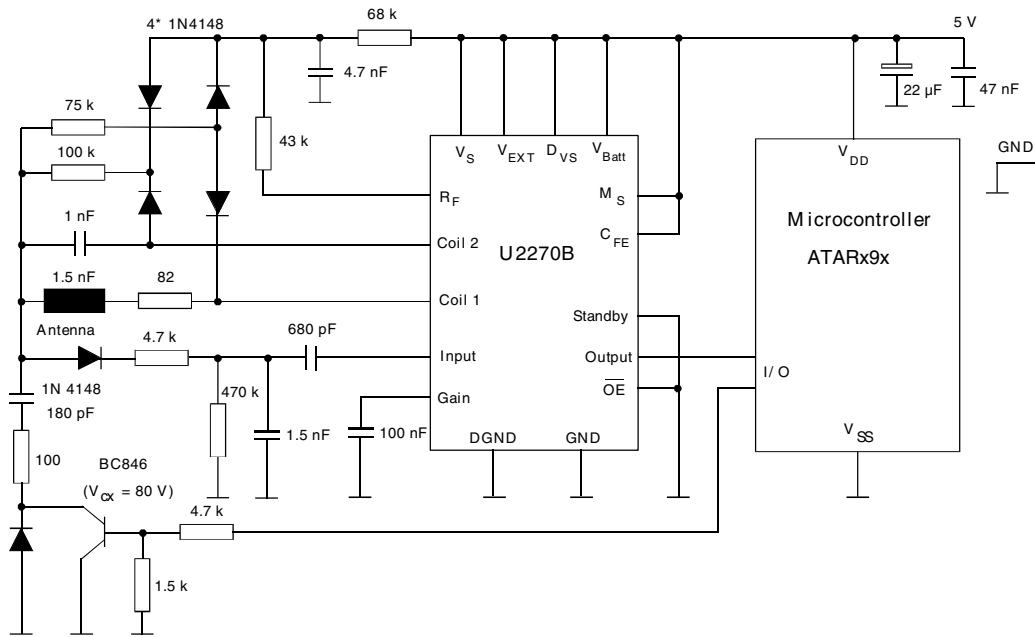 68 k
4* 1N4148
5 V
4.7 nF
22 µF
47 nF
75 k
43 k
100 k
V S
V EXT
D VS
V Batt
V DD
GND
R F
M S
1 nF
Coil 2
C FE
U2270B
Microcontroller
ATARx9x
1.5 nF
82
Coil 1
Antenna
Standby
4.7 k
680 pF
Input
Output
I/O
1N 4148
470 k
Gain
OE
180 pF
1.5 nF
100 nF
DGND
GND
V SS
100
BC846
(V CX = 80 V)
4.7 k
1.5 k